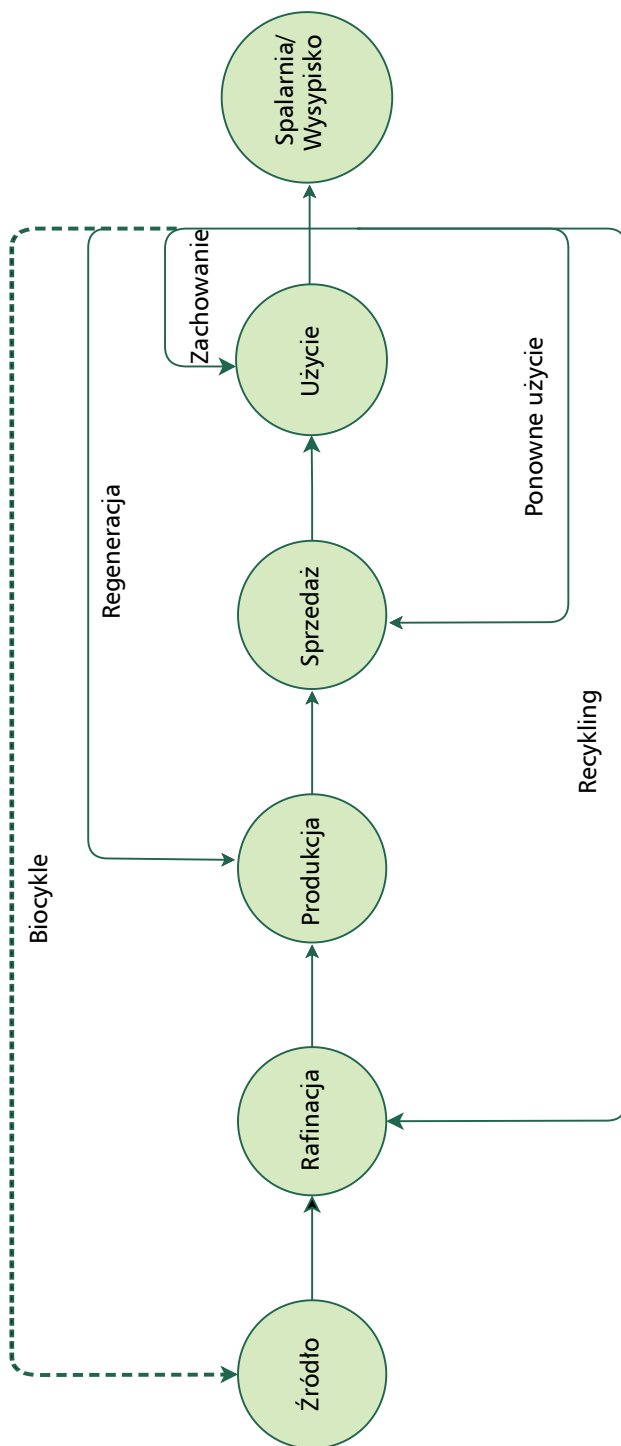 Biocykle
Regeneracja
Zachowanie
Źródło
Rafinacja
Produkcja
Sprzedaż
Użycie
Spalarnia/
Wysypisko
Ponowne użycie
Recykling